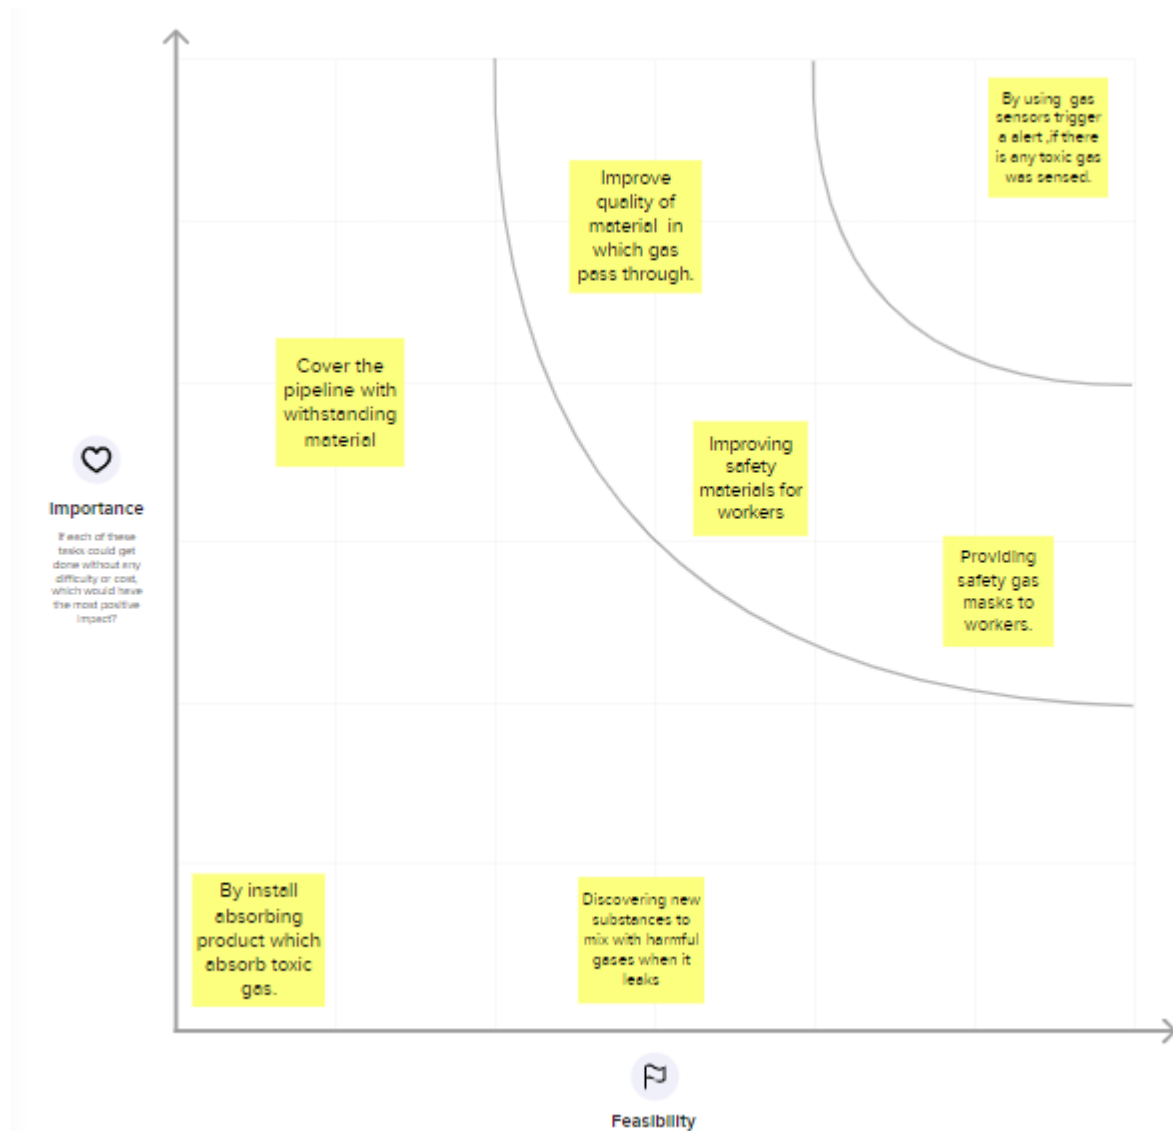 By using gas
sensors trigger
a alert ,if there
is any toxic gas
was sensed.
Improve
quality of
material in
which gas
pass through.
Cover the
pipeline with
withstanding
material
Improving
safety
materials for
workers
Importance
If each of these
tasks could get
done without any
difficulty or cost,
which would have
the most positive
impact?
Providing
safety gas
masks to
workers.
By install
absorbing
product which
absorb toxic
gas.
Discovering new
substances to
mix with harmful
gases when it
leaks
Feasibility